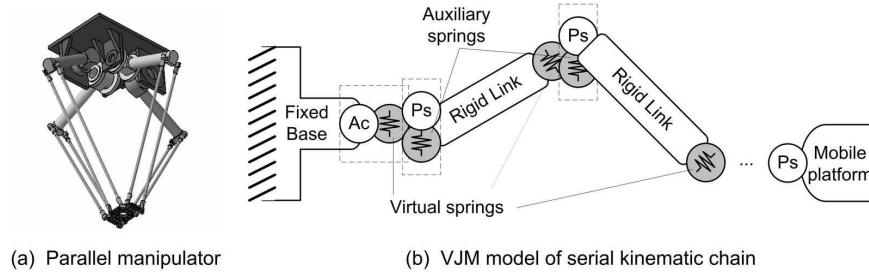 Auxiliary
springs
Fixed
Base
Ac
Ps
Rigid Link
Ps
Rigid Link
...
Ps
Mobile
platform
Virtual springs
(a) Parallel manipulator
(b) VJM model of serial kinematic chain